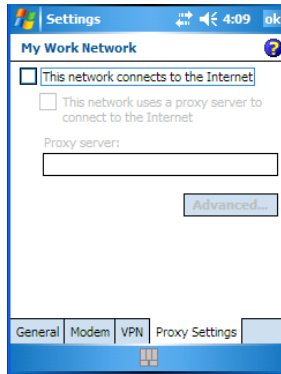 Settings 4:09 ok
My Work Network ?
This network connects to the Internet
This network uses a proxy server to
connect to the Internet
Proxy server:
Advanced...
General Modem VPN Proxy Settings